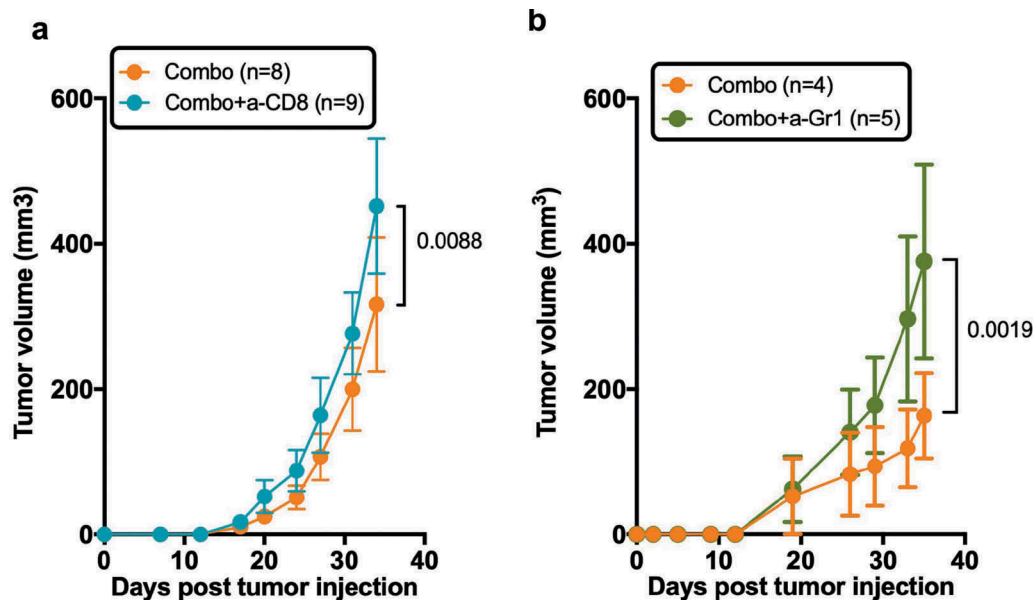 a
Combo (n=8)
Combo+a-CD8 (n=9)
Tumor volume (mm3)
600
400
200
0
0 10 20 30 40
Days post tumor injection
0.0088
b
Combo (n=4)
Combo+a-Gr1 (n=5)
Tumor volume (mm³)
600
400
200
0
0 10 20 30 40
Days post tumor injection
0.0019